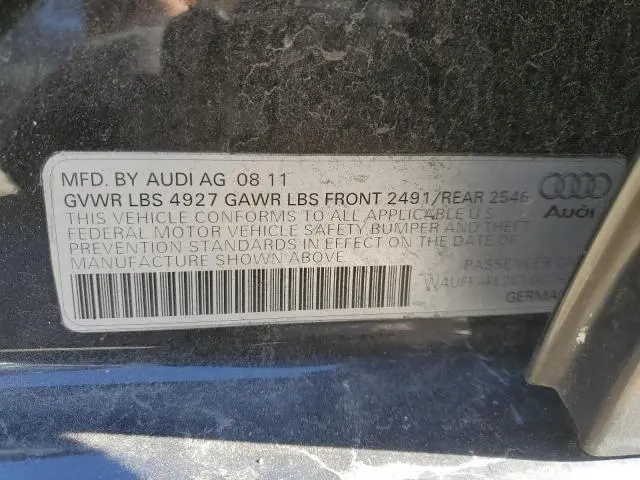 MFD. BY AUDI AG 08 11
GVWR LBS 4927 GAWR LBS FRONT 2491/REAR 2546
Audi
THIS VEHICLE CONFORMS TO ALL APPLICABLE U.S.
FEDERAL MOTOR VEHICLE SAFETY, BUMPER AND THEFT
PREVENTION STANDARDS IN EFFECT ON THE DATE OF
MANUFACTURE SHOWN ABOVE.
PASSENGER
GERMAN